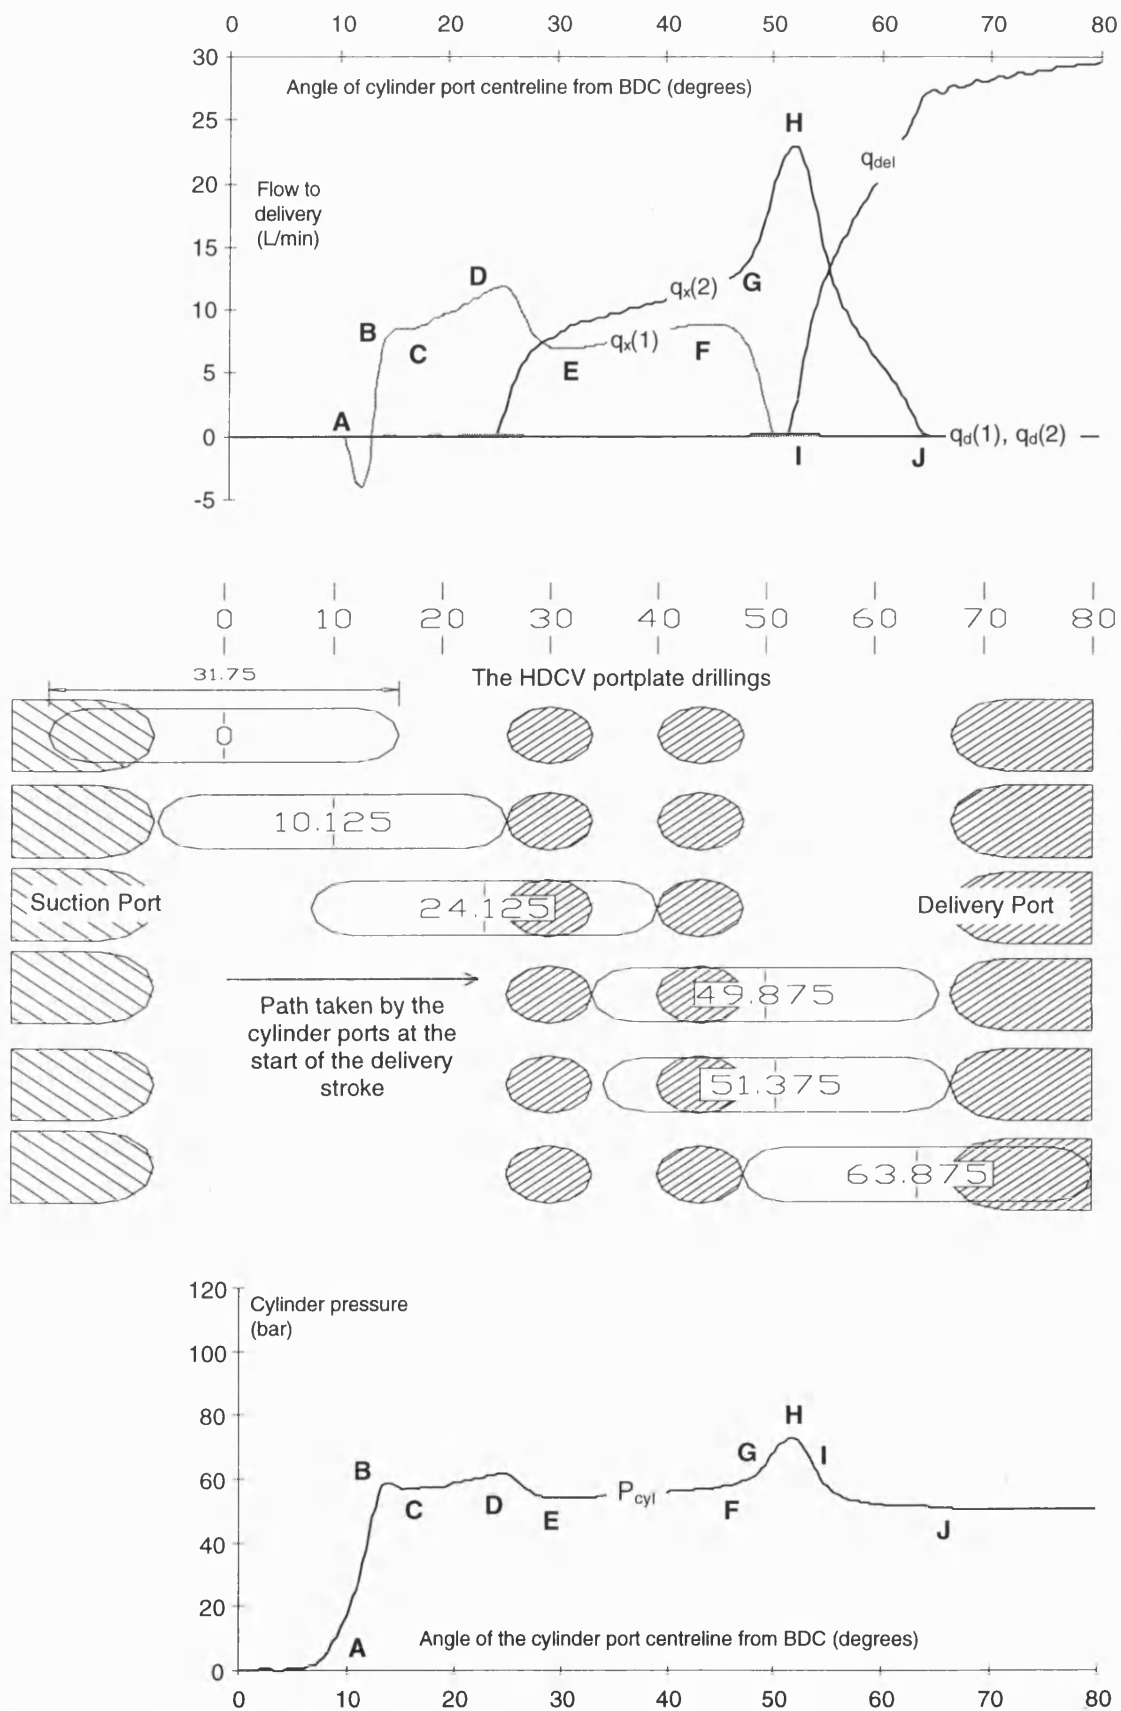 0 10 20 30 40 50 60 70 80
30
Angle of cylinder port centreline from BDC (degrees)
25
H
qdel
20
Flow to
delivery
(L/min)
15
D
G
qx(2)
10
B
C
qx(1)
F
E
5
A
0
qd(1), qd(2)
I
J
-5
0 10 20 30 40 50 60 70 80
31.75
The HDCV portplate drillings
0
10.125
Suction Port
24.125
Delivery Port
49.875
Path taken by the
cylinder ports at the
start of the delivery
stroke
51.375
63.875
120
Cylinder pressure
(bar)
100
80
H
G
I
B
60
C
D
E
Pcyl
F
J
40
20
A
Angle of the cylinder port centreline from BDC (degrees)
0
0 10 20 30 40 50 60 70 80